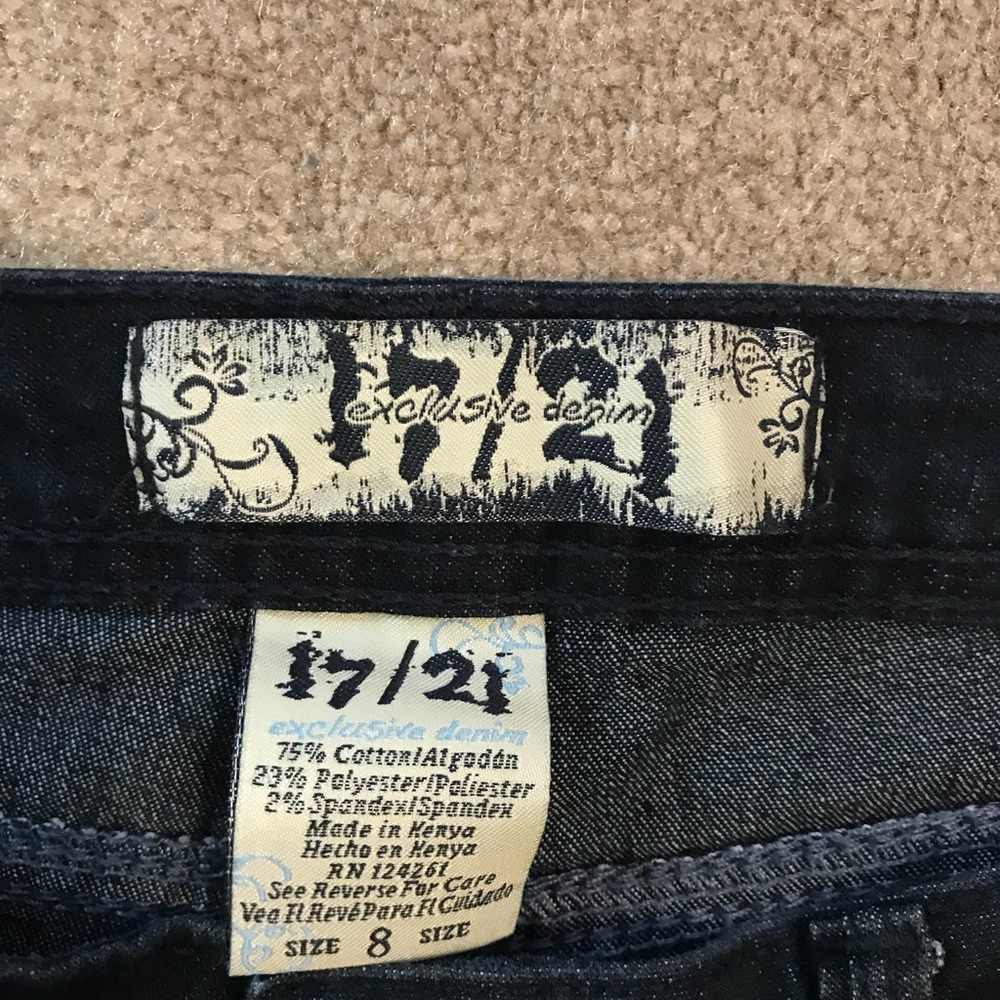 17/21
exclusive denim
17/21
exclusive denim
75% Cotton/Algodón
23% Polyester/Poliester
2% Spandex/Spandex
Made in Kenya
Hecho en Kenya
RN 124261
See Reverse For Care
Vea El Revé Para El Cuidado
SIZE 8 SIZE